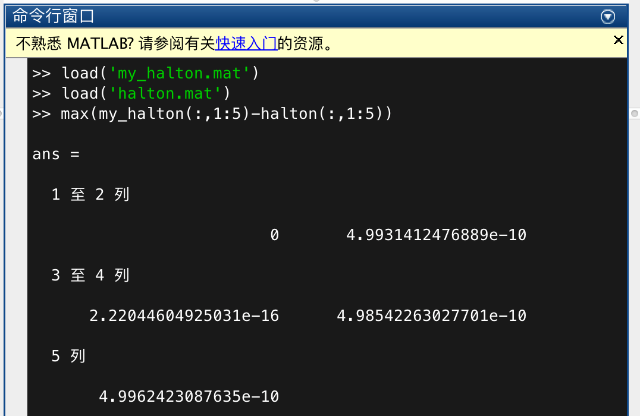 命令行窗口
不熟悉 MATLAB? 请参阅有关快速入门的资源。
>> load('my_halton.mat')
>> load('halton.mat')
>> max(my_halton(:,1:5)-halton(:,1:5))
ans =
1 至 2 列
0 4.9931412476889e-10
3 至 4 列
2.22044604925031e-16 4.98542263027701e-10
5 列
4.9962423087635e-10